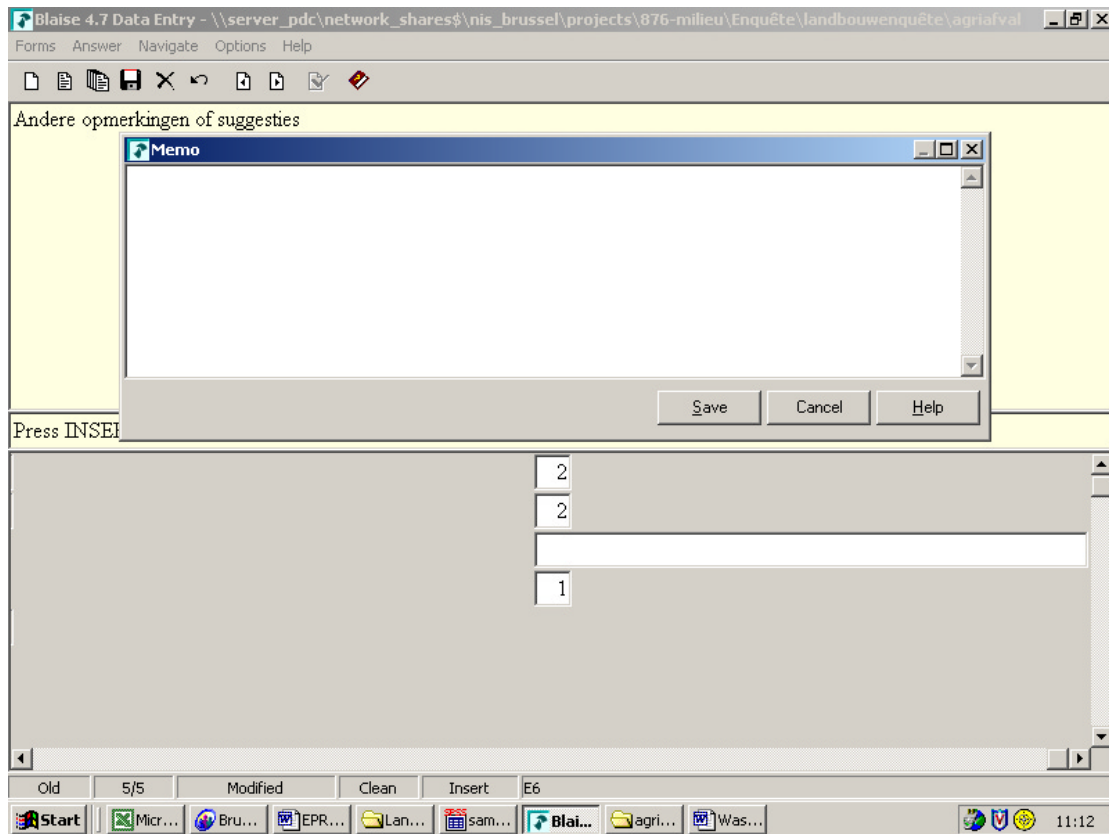 Blaise 4.7 Data Entry - \\server_pdc\network_shares$\nis_brussel\projects\876-milieu\Enquête\landbouwenquête\agriafval
Forms Answer Navigate Options Help
Andere opmerkingen of suggesties
Memo
Save Cancel Help
Press INSER
2
2
1
Old 5/5 Modified Clean Insert E6
Start Micr... Bru... EPR... Lan... sam... Blai... agri... Was... 11:12